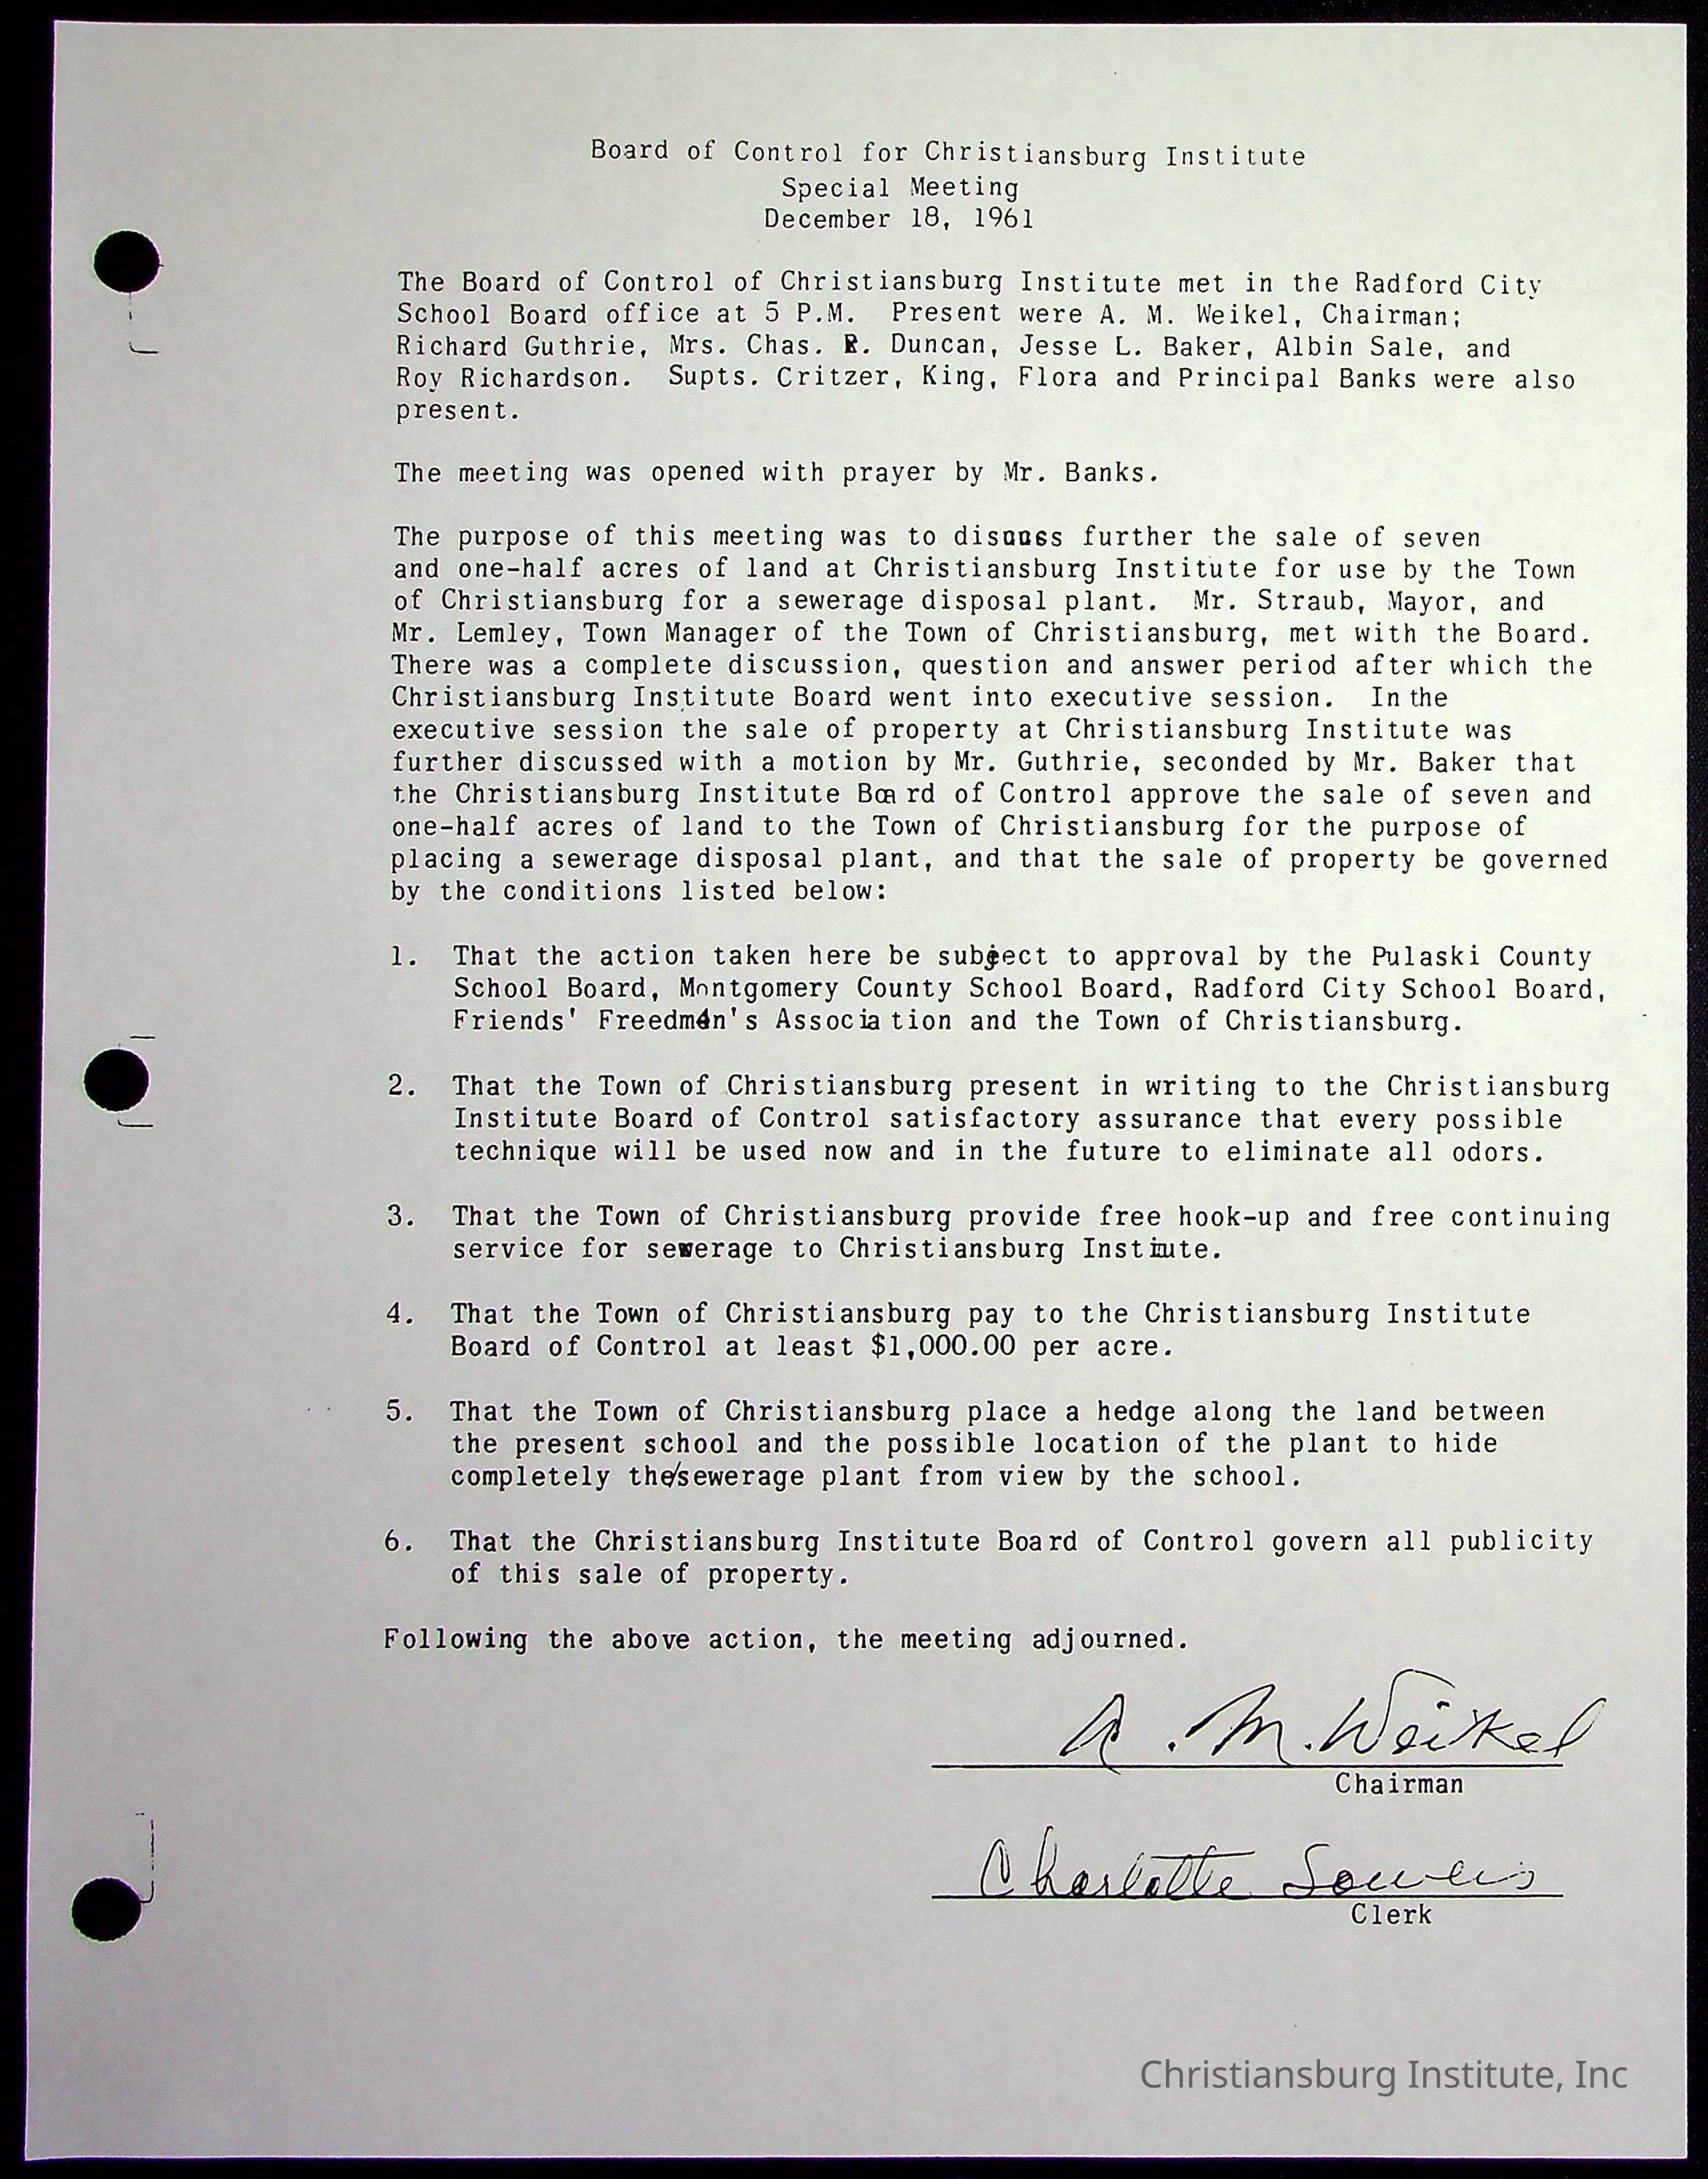 Board of Control for Christiansburg Institute
Special Meeting
December 18, 1961
The Board of Control of Christiansburg Institute met in the Radford City
School Board office at 5 P.M. Present were A. M. Weikel, Chairman;
Richard Guthrie, Mrs. Chas. R. Duncan, Jesse L. Baker, Albin Sale, and
Roy Richardson. Supts. Critzer, King, Flora and Principal Banks were also
present.
The meeting was opened with prayer by Mr. Banks.
The purpose of this meeting was to discuss further the sale of seven
and one-half acres of land at Christiansburg Institute for use by the Town
of Christiansburg for a sewerage disposal plant. Mr. Straub, Mayor, and
Mr. Lemley, Town Manager of the Town of Christiansburg, met with the Board.
There was a complete discussion, question and answer period after which the
Christiansburg Institute Board went into executive session. In the
executive session the sale of property at Christiansburg Institute was
further discussed with a motion by Mr. Guthrie, seconded by Mr. Baker that
the Christiansburg Institute Board of Control approve the sale of seven and
one-half acres of land to the Town of Christiansburg for the purpose of
placing a sewerage disposal plant, and that the sale of property be governed
by the conditions listed below:
1. That the action taken here be subject to approval by the Pulaski County
School Board, Montgomery County School Board, Radford City School Board,
Friends' Freedmen's Association and the Town of Christiansburg.
2. That the Town of Christiansburg present in writing to the Christiansburg
Institute Board of Control satisfactory assurance that every possible
technique will be used now and in the future to eliminate all odors.
3. That the Town of Christiansburg provide free hook-up and free continuing
service for sewerage to Christiansburg Institute.
4. That the Town of Christiansburg pay to the Christiansburg Institute
Board of Control at least $1,000.00 per acre.
5. That the Town of Christiansburg place a hedge along the land between
the present school and the possible location of the plant to hide
completely the/sewerage plant from view by the school.
6. That the Christiansburg Institute Board of Control govern all publicity
of this sale of property.
Following the above action, the meeting adjourned.
A. M. Weikel
Chairman
Charlotte Sowers
Clerk
Christiansburg Institute, Inc